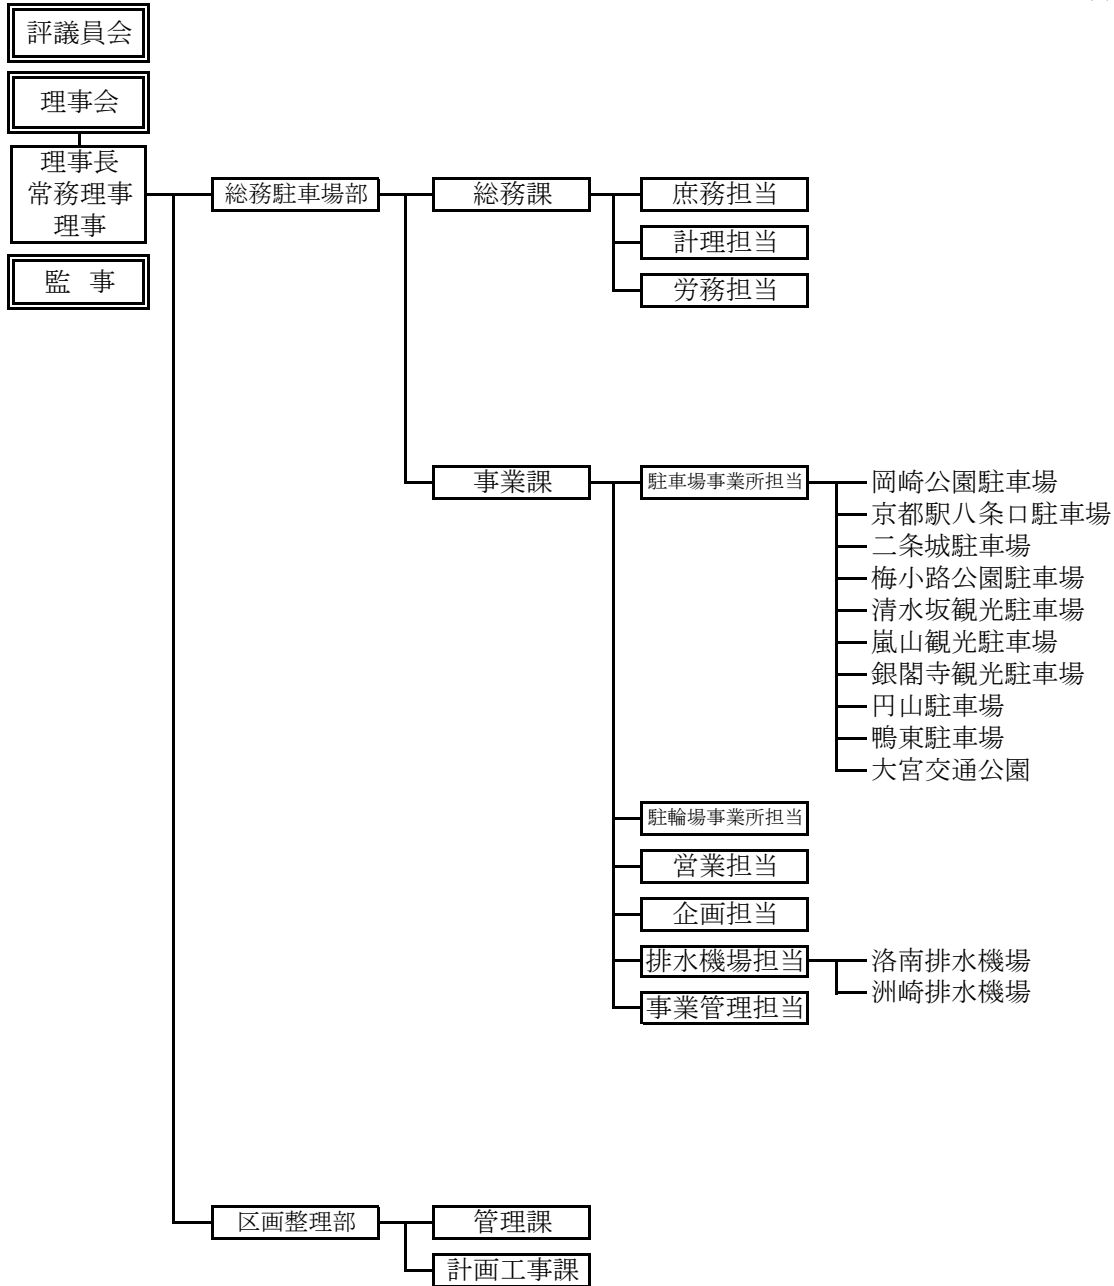 評議員会
理事会
理事長
常務理事
理事
監 事
総務駐車場部
総務課
庶務担当
計理担当
労務担当
事業課
駐車場事業所担当
岡崎公園駐車場
京都駅八条口駐車場
二条城駐車場
梅小路公園駐車場
清水坂観光駐車場
嵐山観光駐車場
銀閣寺観光駐車場
円山駐車場
鴨東駐車場
大宮交通公園
駐輪場事業所担当
営業担当
企画担当
排水機場担当
洛南排水機場
洲崎排水機場
事業管理担当
区画整理部
管理課
計画工事課